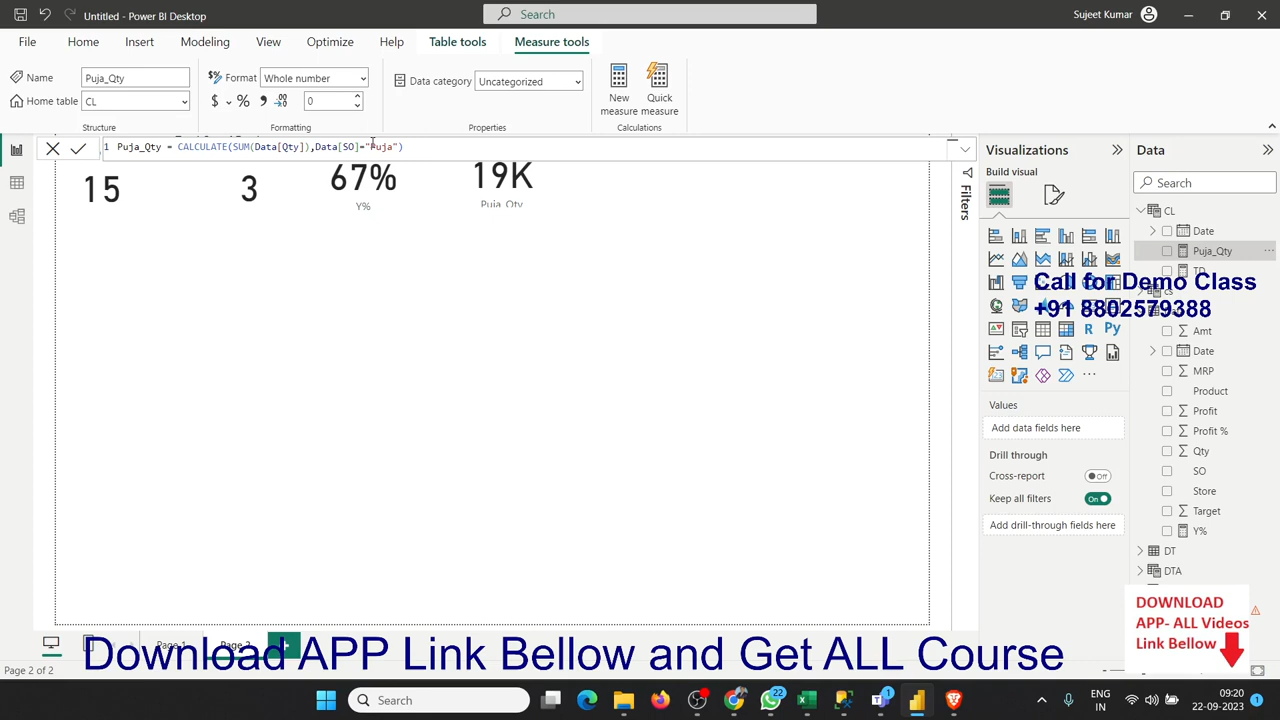 Untitled - Power BI Desktop
Search
Sujeet Kumar
File
Home
Insert
Modeling
View
Optimize
Help
Table tools
Measure tools
Name
Puja_Qty
Format
Whole number
Data category
Uncategorized
Home table
CL
$
%
0
New
measure
Quick
measure
Structure
Formatting
Properties
Calculations
1 Puja_Qty = CALCULATE(SUM(Data[Qty]),Data[SO]="Puja")
15
3
67%
Y%
19K
Puja_Qty
Filters
Visualizations
Build visual
R
Py
Values
Add data fields here
Drill through
Cross-report
Off
Keep all filters
On
Add drill-through fields here
Data
Search
CL
Date
Puja_Qty
Call for Demo Class
+91 8802579388
Amt
Date
MRP
Product
Profit
Profit %
Qty
SO
Store
Target
Y%
DT
DTA
DOWNLOAD
APP- ALL Videos
Link Bellow
Page 1
Download APP Link Bellow and Get ALL Course
Page 2 of 2
Search
22
1
ENG
IN
09:20
22-09-2023